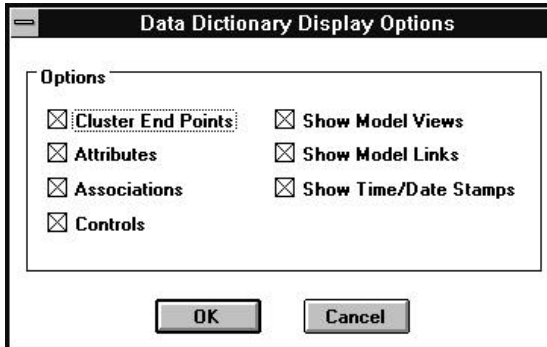 Data Dictionary Display Options
Options
Cluster End Points
Show Model Views
Attributes
Show Model Links
Associations
Show Time/Date Stamps
Controls
OK
Cancel